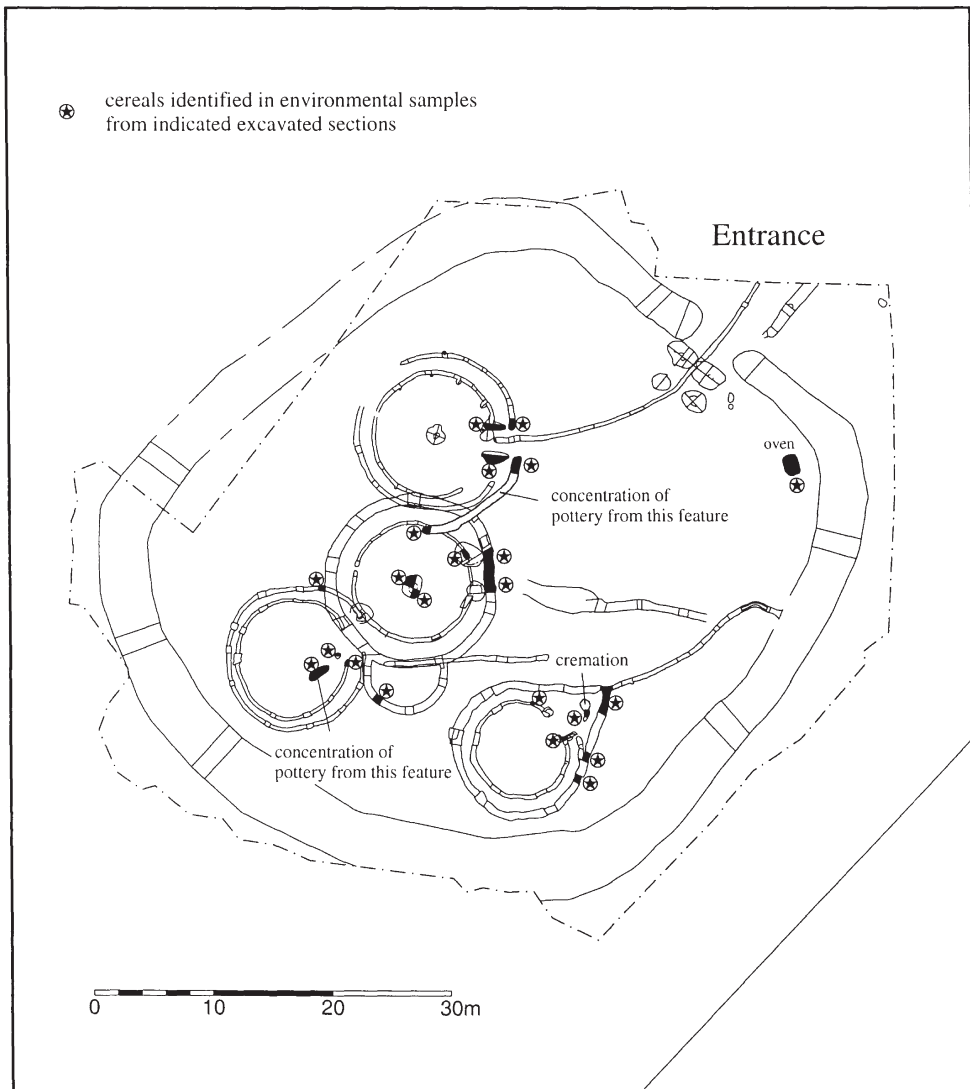 cereals identified in environmental samples
from indicated excavated sections
Entrance
oven
concentration of
pottery from this feature
cremation
concentration of
pottery from this feature
0 10 20 30m